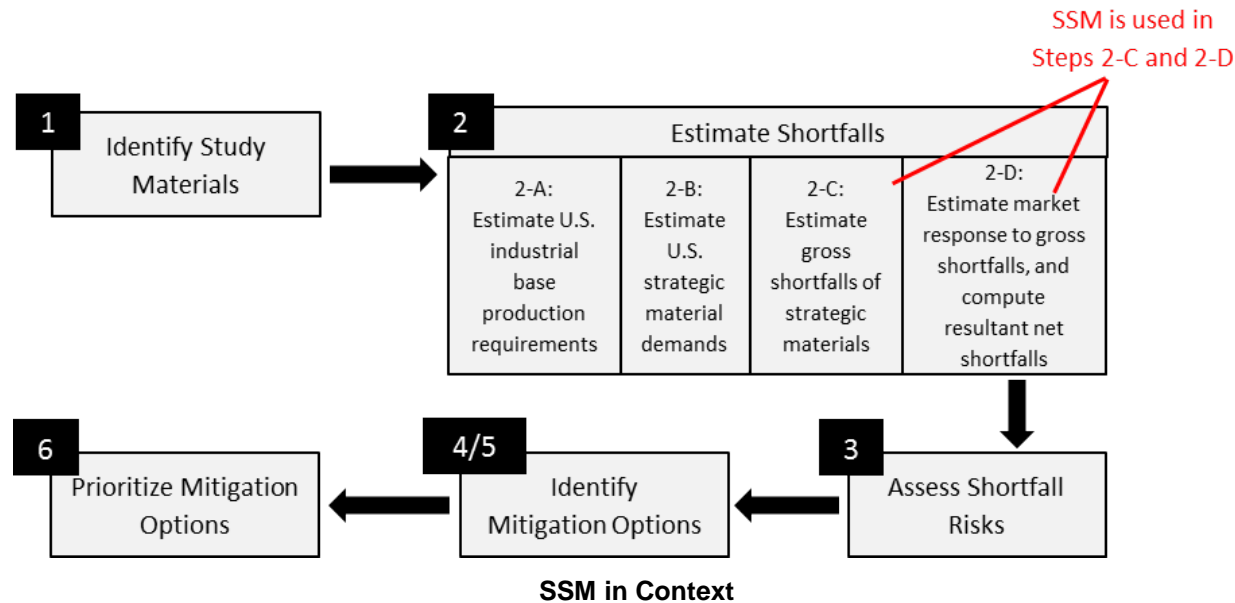 SSM is used in
Steps 2-C and 2-D
1
Identify Study
Materials
2
Estimate Shortfalls
2-A:
Estimate U.S.
industrial
base
production
requirements
2-B:
Estimate
U.S.
strategic
material
demands
2-C:
Estimate
gross
shortfalls of
strategic
materials
2-D:
Estimate market
response to gross
shortfalls, and
compute
resultant net
shortfalls
6
Prioritize Mitigation
Options
4/5
Identify
Mitigation Options
3
Assess Shortfall
Risks
SSM in Context